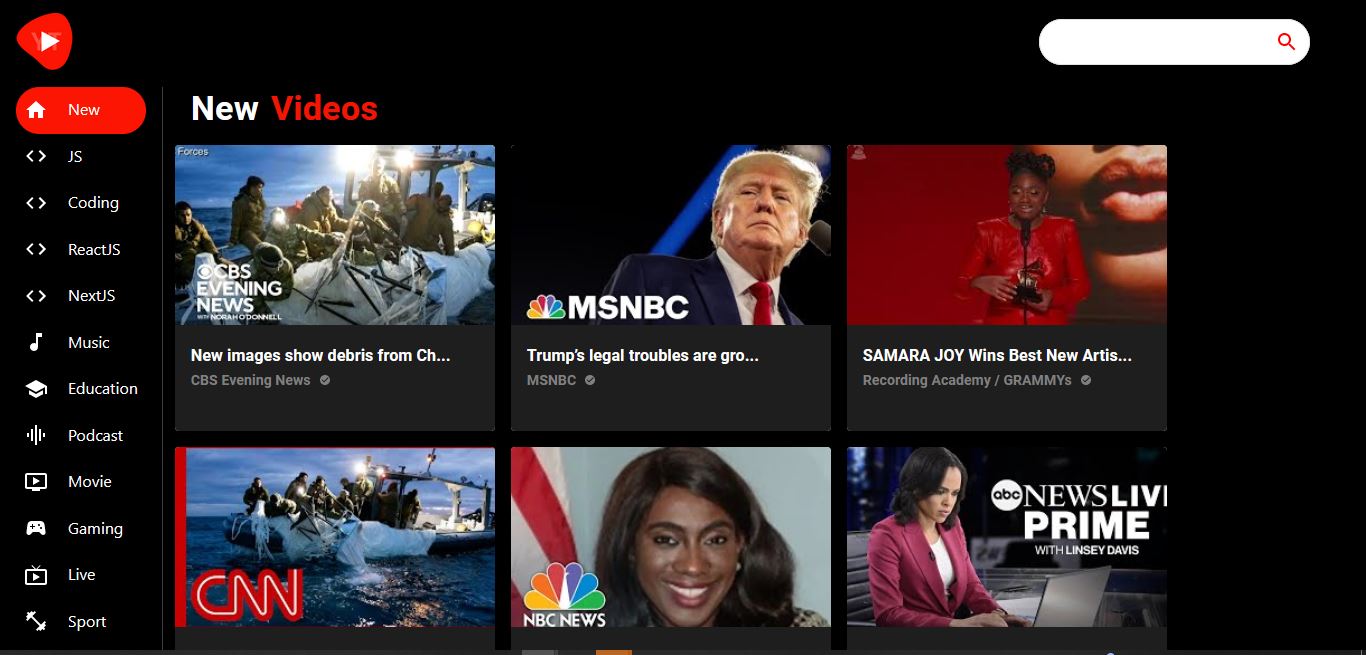 YT
New
JS
Coding
ReactJS
NextJS
Music
Education
Podcast
Movie
Gaming
Live
Sport
New Videos
Forces
CBS
EVENING
NEWS
WITH NORAH O'DONNELL
New images show debris from Ch...
CBS Evening News
MSNBC
Trump's legal troubles are gro...
MSNBC
SAMARA JOY Wins Best New Artis...
Recording Academy / GRAMMYs
CNN
NBC NEWS
abc NEWS LIVE
PRIME
WITH LINSEY DAVIS